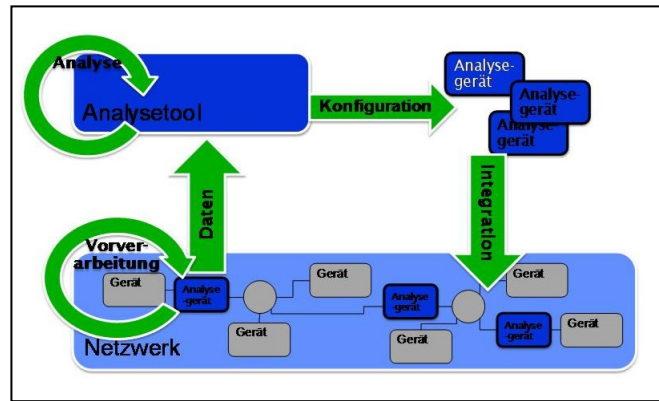 Analyse
Analysetool
Konfiguration
Analyse-
gerät
Analyse-
gerät
Analyse-
gerät
Daten
Integration
Vorver-
arbeitung
Gerät
Analyse
-gerät
Gerät
Gerät
Analyse
-gerät
Gerät
Gerät
Analyse
-gerät
Gerät
Netzwerk